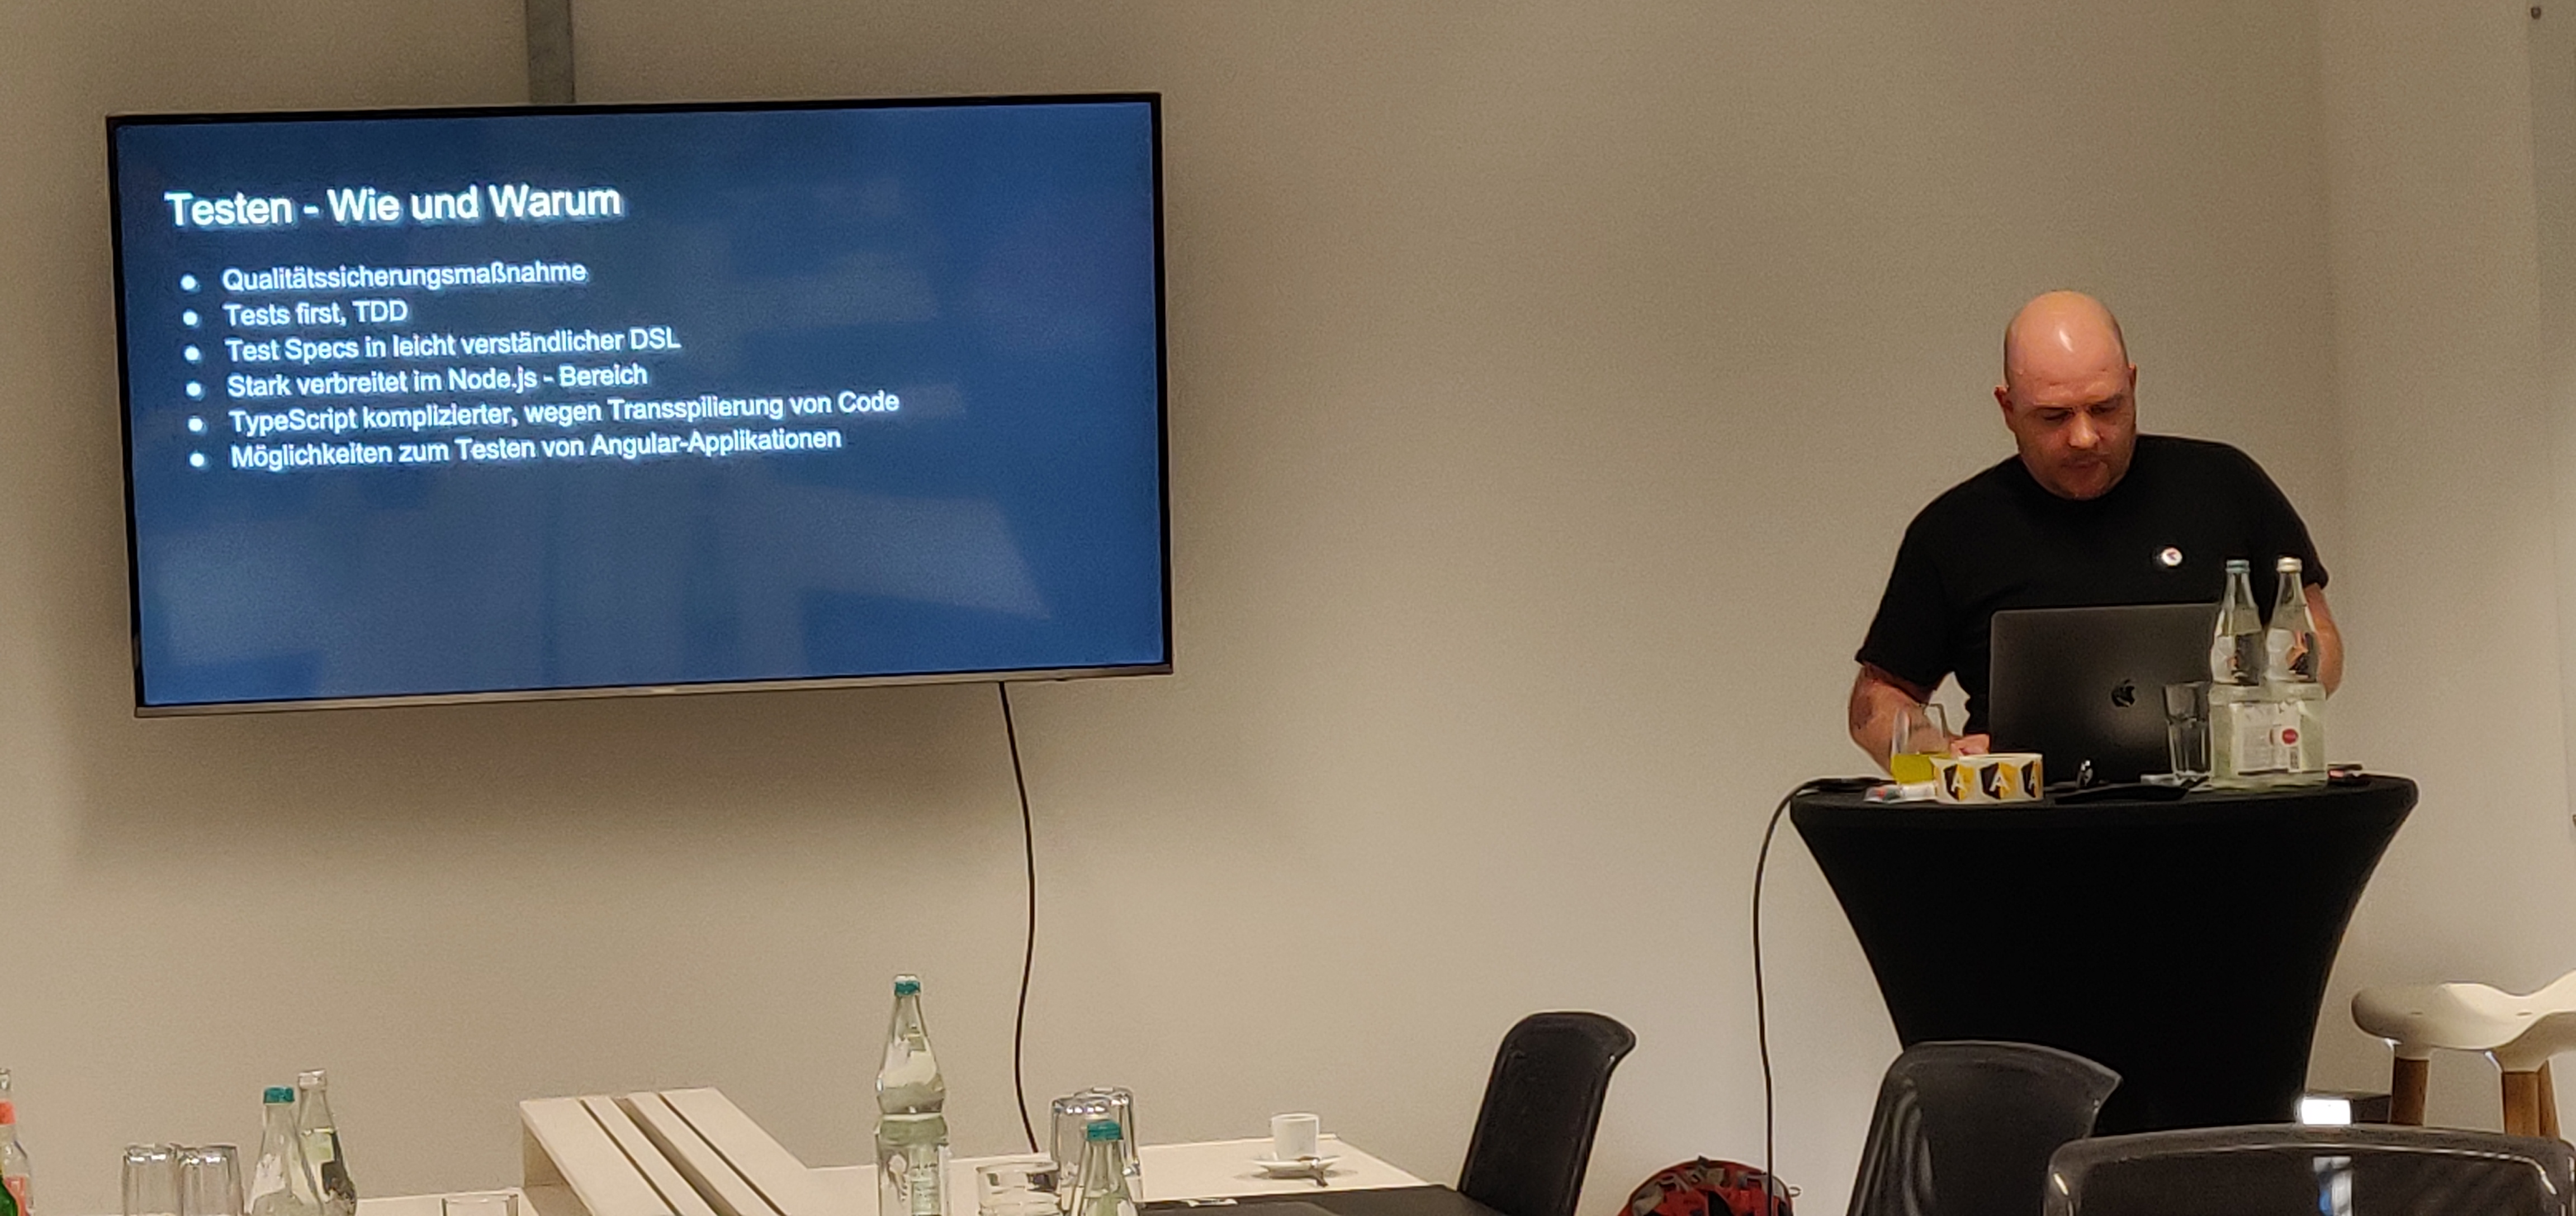 Testen - Wie und Warum
Qualitätssicherungsmaßnahme
Tests first, TDD
Test Specs in leicht verständlicher DSL
Stark verbreitet im Node.js - Bereich
TypeScript komplizierter, wegen Transspilierung von Code
Möglichkeiten zum Testen von Angular-Applikationen
A A A